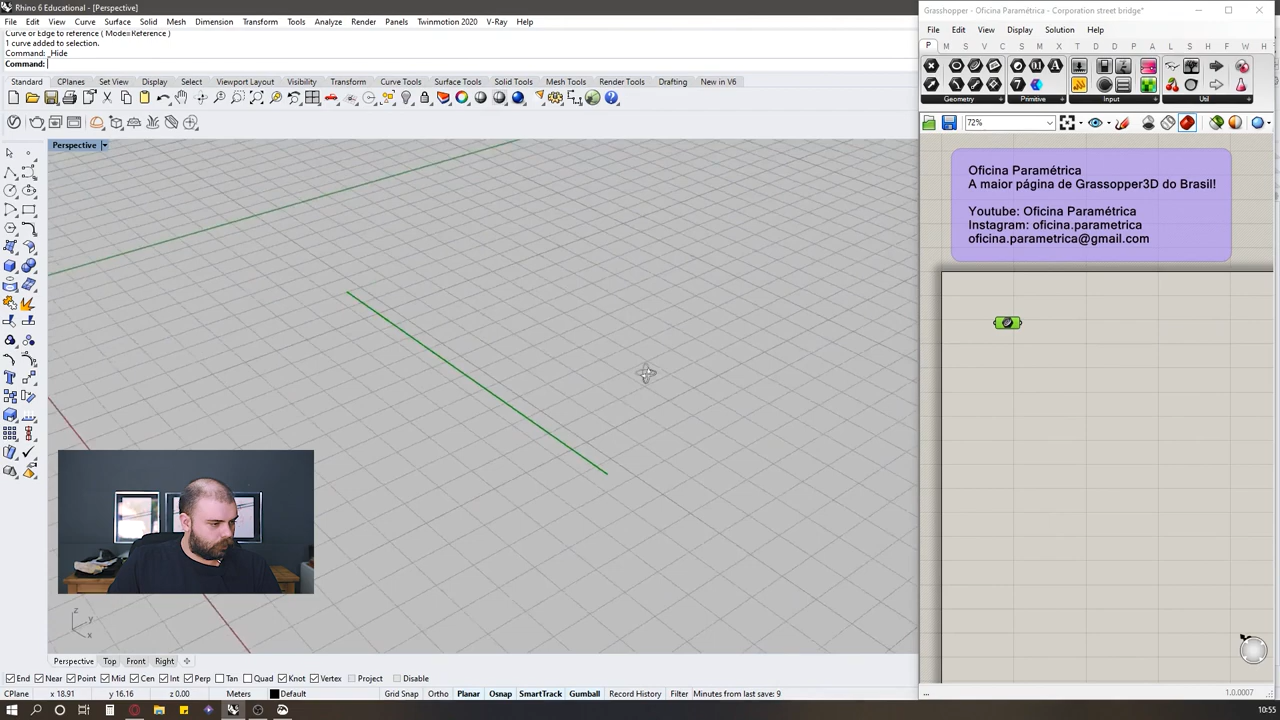 Rhino 6 Educational - [Perspective]
File Edit View Curve Surface Solid Mesh Dimension Transform Tools Analyze Render Panels Twinmotion 2020 V-Ray Help
Curve or Edge to reference ( Mode=Reference )
1 curve added to selection.
Command: _Hide
Command:
Standard CPlanes Set View Display Select Viewport Layout Visibility Transform Curve Tools Surface Tools Solid Tools Mesh Tools Render Tools Drafting New in V6
Perspective
z
y
x
Perspective Top Front Right
End Near Point Mid Cen Int Perp Tan Quad Knot Vertex Project Disable
CPlane x 18.91 y 16.16 z 0.00 Meters Default Grid Snap Ortho Planar Osnap SmartTrack Gumball Record History Filter Minutes from last save: 9
Grasshopper - Oficina Paramétrica - Corporation street bridge*
File Edit View Display Solution Help
P M S V C S M X T D P A L S H F W
Geometry Primitive Input Util
72%
Oficina Paramétrica
A maior página de Grassopper3D do Brasil!
Youtube: Oficina Paramétrica
Instagram: oficina.parametrica
oficina.parametrica@gmail.com
... 1.0.0007
10:55